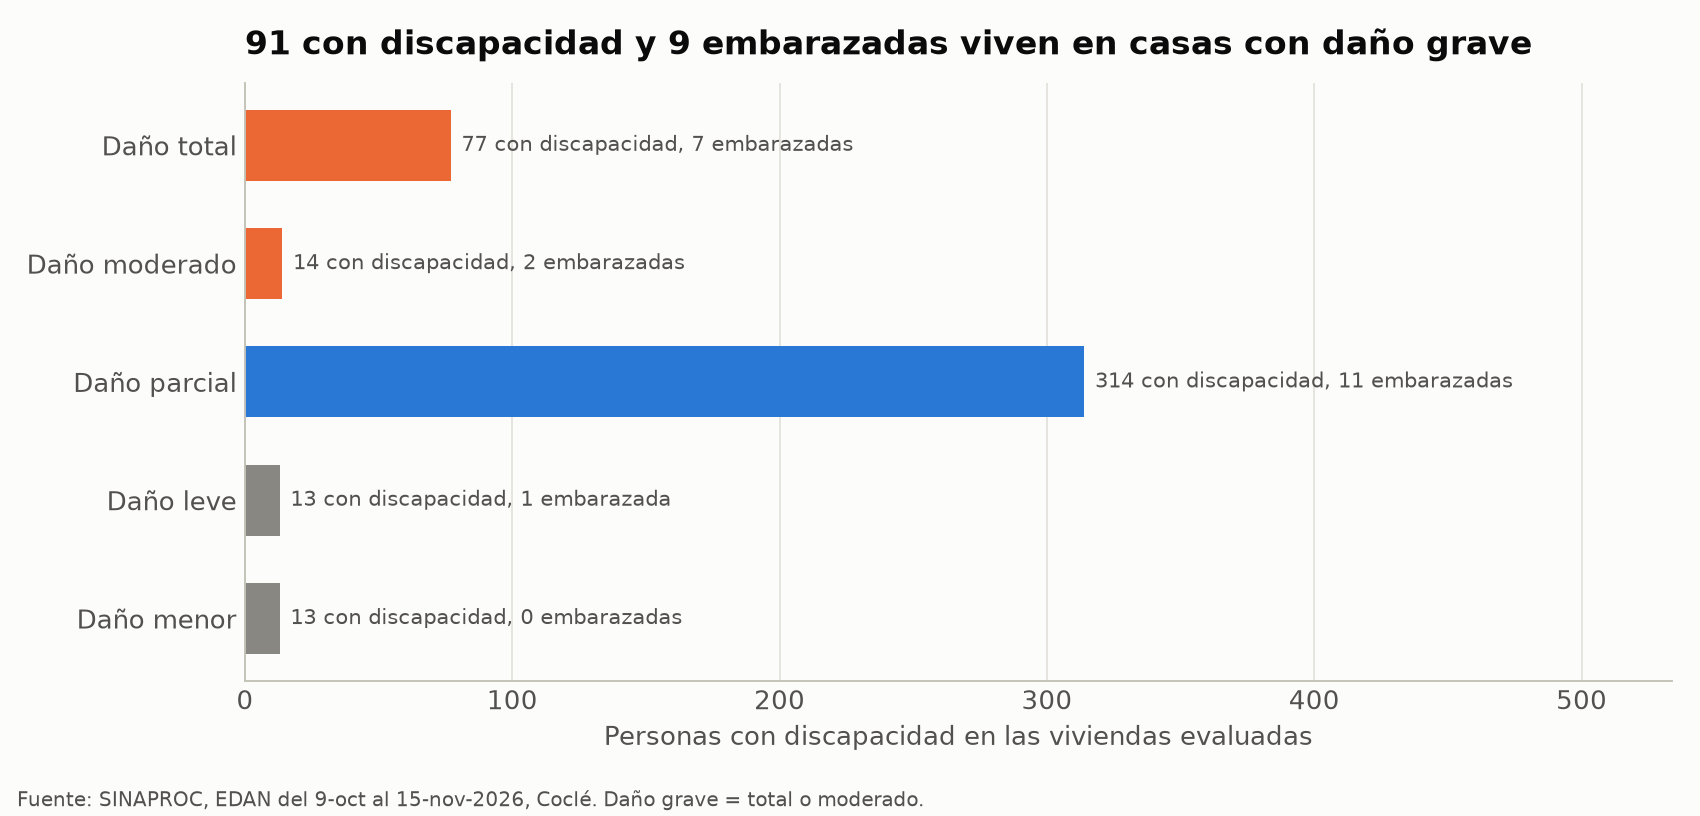 91 con discapacidad y 9 embarazadas viven en casas con daño grave
Daño total
77 con discapacidad, 7 embarazadas
Daño moderado
14 con discapacidad, 2 embarazadas
Daño parcial
314 con discapacidad, 11 embarazadas
Daño leve
13 con discapacidad, 1 embarazada
Daño menor
13 con discapacidad, 0 embarazadas
0 100 200 300 400 500
Personas con discapacidad en las viviendas evaluadas
Fuente: SINAPROC, EDAN del 9-oct al 15-nov-2026, Coclé. Daño grave = total o moderado.